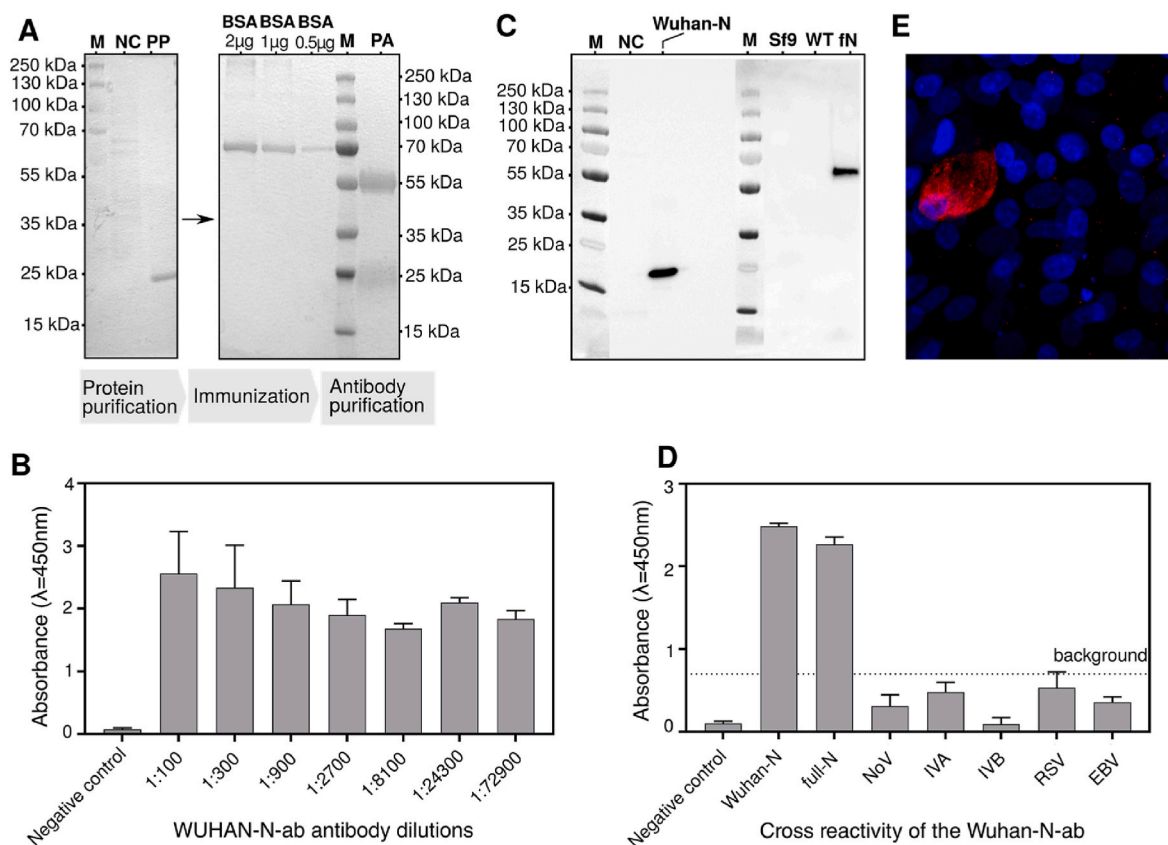 A
M NC PP
250 kDa
130 kDa
100 kDa
70 kDa
55 kDa
35 kDa
25 kDa
15 kDa
BSA BSA BSA
2μg 1μg 0.5μg M PA
250 kDa
130 kDa
100 kDa
70 kDa
55 kDa
35 kDa
25 kDa
15 kDa
Protein purification
Immunization
Antibody purification
C
Wuhan-N
M NC M Sf9 WT fN
250 kDa
130 kDa
100 kDa
70 kDa
55 kDa
35 kDa
25 kDa
15 kDa
E
B
Absorbance (λ=450nm)
4
3
2
1
0
Negative control
1:100
1:300
1:900
1:2700
1:8100
1:24300
1:72900
WUHAN-N-ab antibody dilutions
D
Absorbance (λ=450nm)
3
2
1
0
background
Negative control
Wuhan-N
full-N
NoV
IVA
IVB
RSV
EBV
Cross reactivity of the Wuhan-N-ab